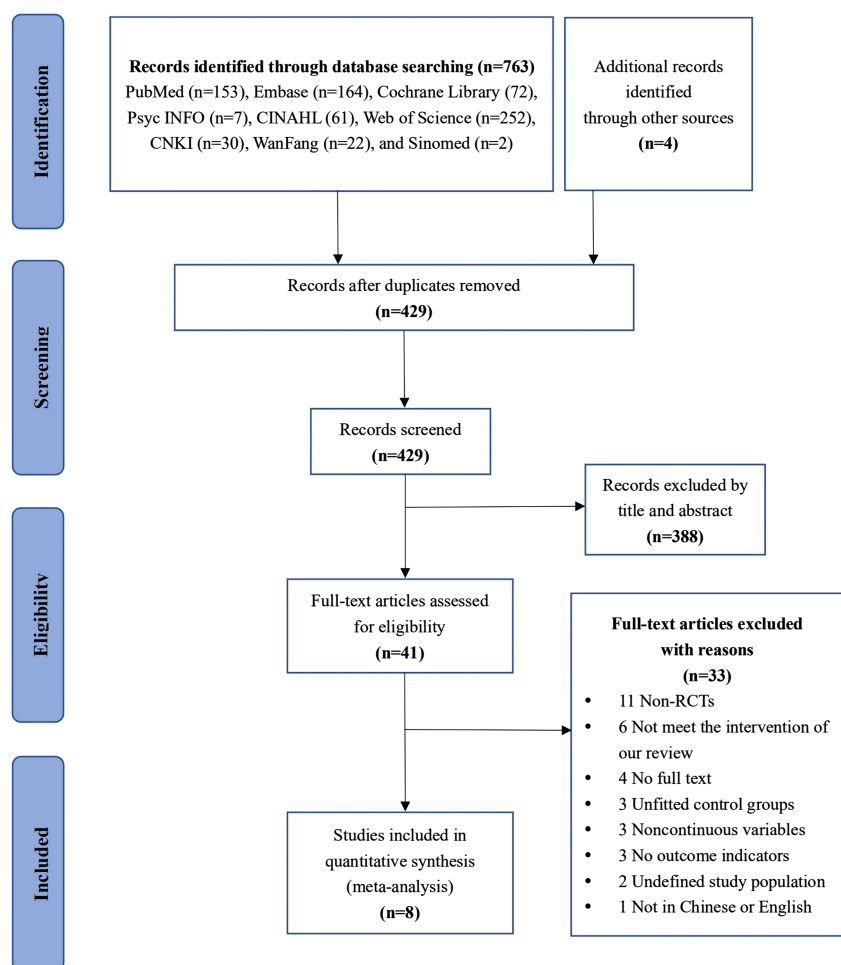 Identification
Records identified through database searching (n=763)
PubMed (n=153), Embase (n=164), Cochrane Library (72),
Psyc INFO (n=7), CINAHL (61), Web of Science (n=252),
CNKI (n=30), WanFang (n=22), and Sinomed (n=2)
Additional records
identified
through other sources
(n=4)
Screening
Records after duplicates removed
(n=429)
Records screened
(n=429)
Records excluded by
title and abstract
(n=388)
Eligibility
Full-text articles assessed
for eligibility
(n=41)
Full-text articles excluded
with reasons
(n=33)
• 11 Non-RCTs
• 6 Not meet the intervention of
our review
• 4 No full text
• 3 Unfitted control groups
• 3 Noncontinuous variables
• 3 No outcome indicators
• 2 Undefined study population
• 1 Not in Chinese or English
Included
Studies included in
quantitative synthesis
(meta-analysis)
(n=8)